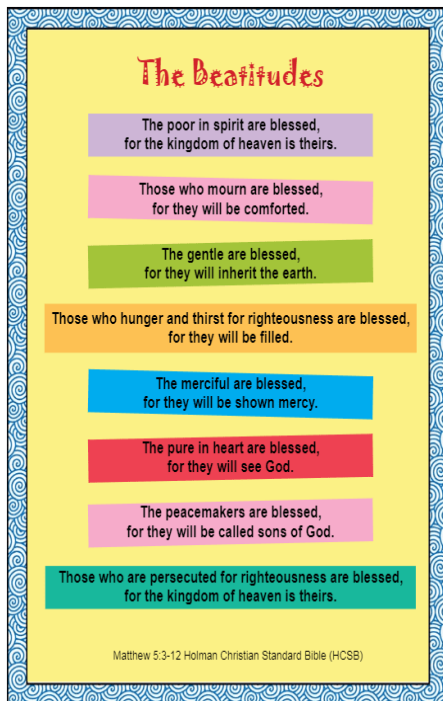 The Beatitudes
The poor in spirit are blessed,
for the kingdom of heaven is theirs.
Those who mourn are blessed,
for they will be comforted.
The gentle are blessed,
for they will inherit the earth.
Those who hunger and thirst for righteousness are blessed,
for they will be filled.
The merciful are blessed,
for they will be shown mercy.
The pure in heart are blessed,
for they will see God.
The peacemakers are blessed,
for they will be called sons of God.
Those who are persecuted for righteousness are blessed,
for the kingdom of heaven is theirs.
Matthew 5:3-12 Holman Christian Standard Bible (HCSB)